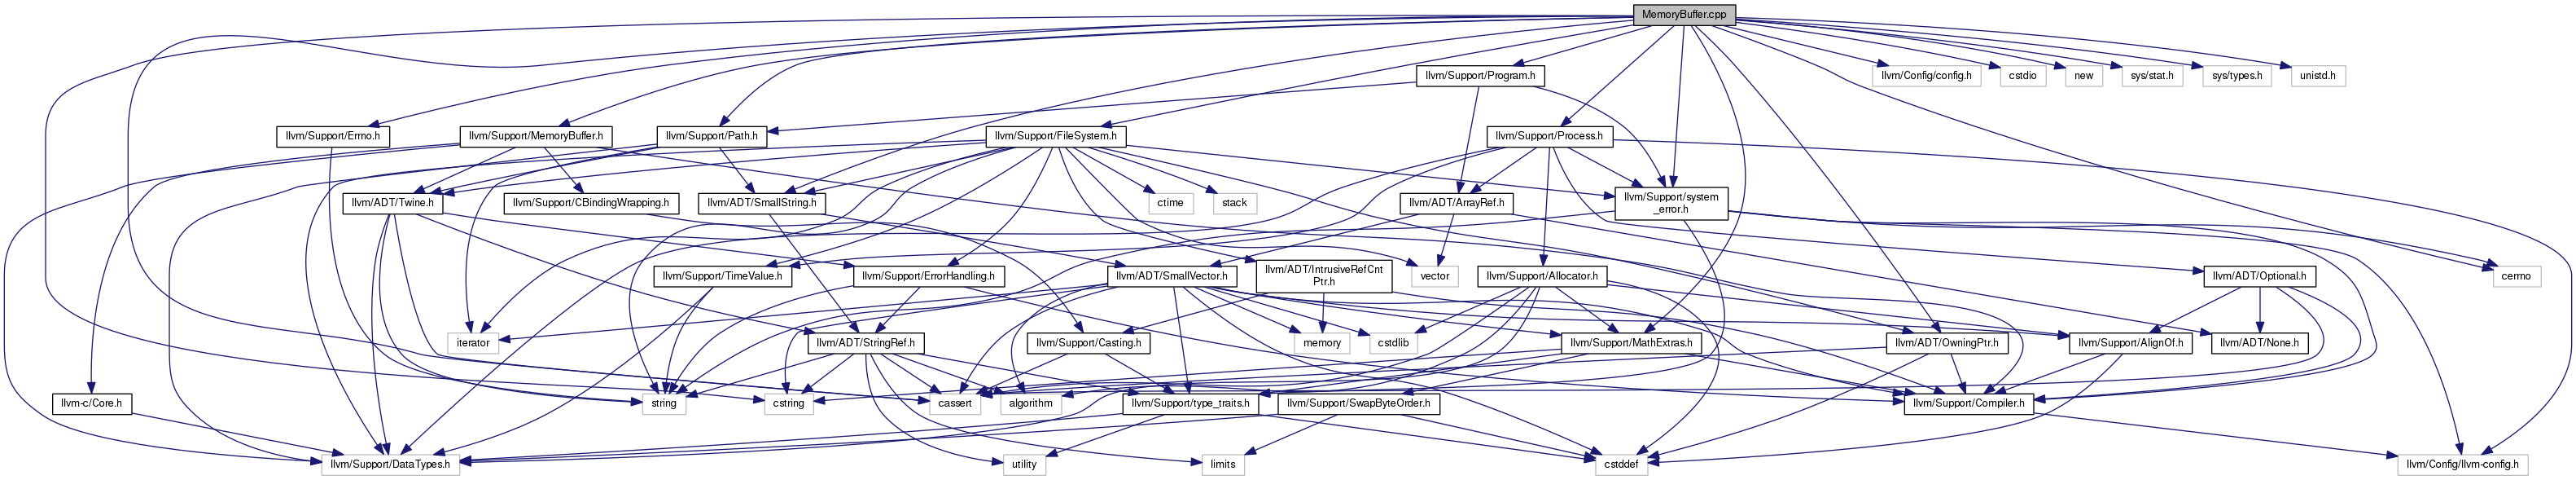 MemoryBuffer.cpp
llvm/Support/Program.h
llvm/Config/config.h
cstdio
new
sys/stat.h
sys/types.h
unistd.h
llvm/Support/Errno.h
llvm/Support/MemoryBuffer.h
llvm/Support/Path.h
llvm/Support/FileSystem.h
llvm/Support/Process.h
llvm/ADT/Twine.h
llvm/Support/CBindingWrapping.h
llvm/ADT/SmallString.h
ctime
stack
llvm/ADT/ArrayRef.h
llvm/Support/system
_error.h
llvm/Support/TimeValue.h
llvm/Support/ErrorHandling.h
llvm/ADT/SmallVector.h
llvm/ADT/IntrusiveRefCnt
Ptr.h
vector
llvm/Support/Allocator.h
llvm/ADT/Optional.h
cerrno
iterator
llvm/ADT/StringRef.h
llvm/Support/Casting.h
memory
cstdlib
llvm/Support/MathExtras.h
llvm/ADT/OwningPtr.h
llvm/Support/AlignOf.h
llvm/ADT/None.h
llvm-c/Core.h
string
cstring
cassert
algorithm
llvm/Support/type_traits.h
llvm/Support/SwapByteOrder.h
llvm/Support/Compiler.h
llvm/Support/DataTypes.h
utility
limits
cstddef
llvm/Config/llvm-config.h